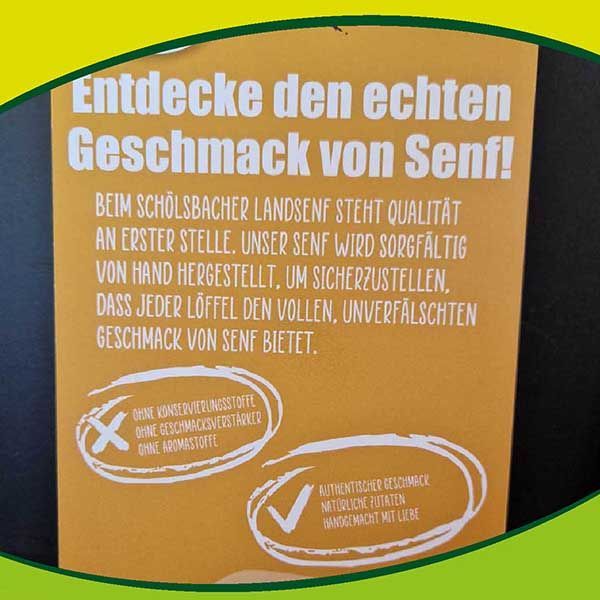 Entdecke den echten
Geschmack von Senf!
BEIM SCHÖLSBACHER LANDSENF STEHT QUALITÄT
AN ERSTER STELLE. UNSER SENF WIRD SORGFÄLTIG
VON HAND HERGESTELLT, UM SICHERZUSTELLEN,
DASS JEDER LÖFFEL DEN VOLLEN, UNVERFÄLSCHTEN
GESCHMACK VON SENF BIETET.
OHNE KONSERVIERUNGSSTOFFE
OHNE GESCHMACKSVERSTÄRKER
OHNE AROMASTOFFE
AUTHENTISCHER GESCHMACK
NATÜRLICHE ZUTATEN
HANDGEMACHT MIT LIEBE